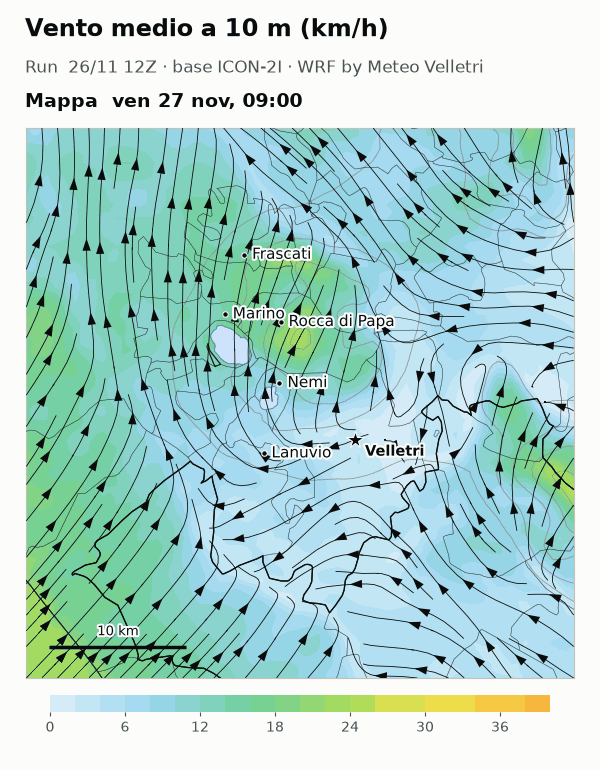 Vento medio a 10 m (km/h)
Run  26/11 12Z · base ICON-2I · WRF by Meteo Velletri
Mappa  ven 27 nov, 09:00
Frascati
Marino
Rocca di Papa
Nemi
Lanuvio
Velletri
10 km
0 6 12 18 24 30 36